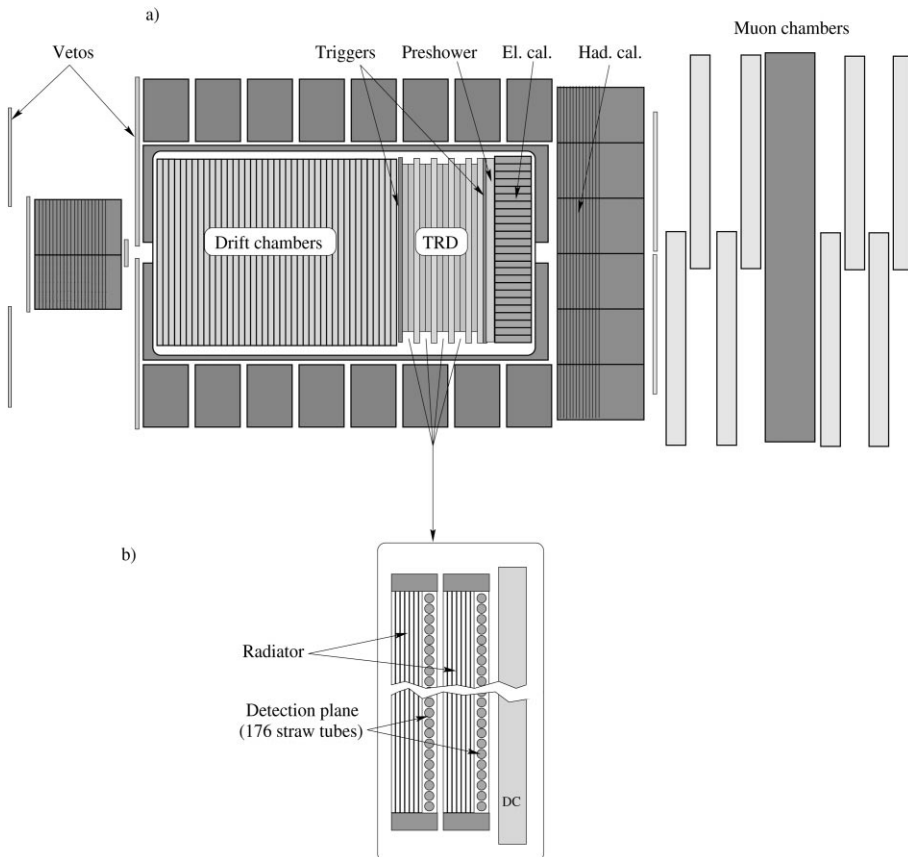 a)
Muon chambers
Vetos
Triggers
Preshower
El. cal.
Had. cal.
Drift chambers
TRD
b)
Radiator
Detection plane
(176 straw tubes)
DC